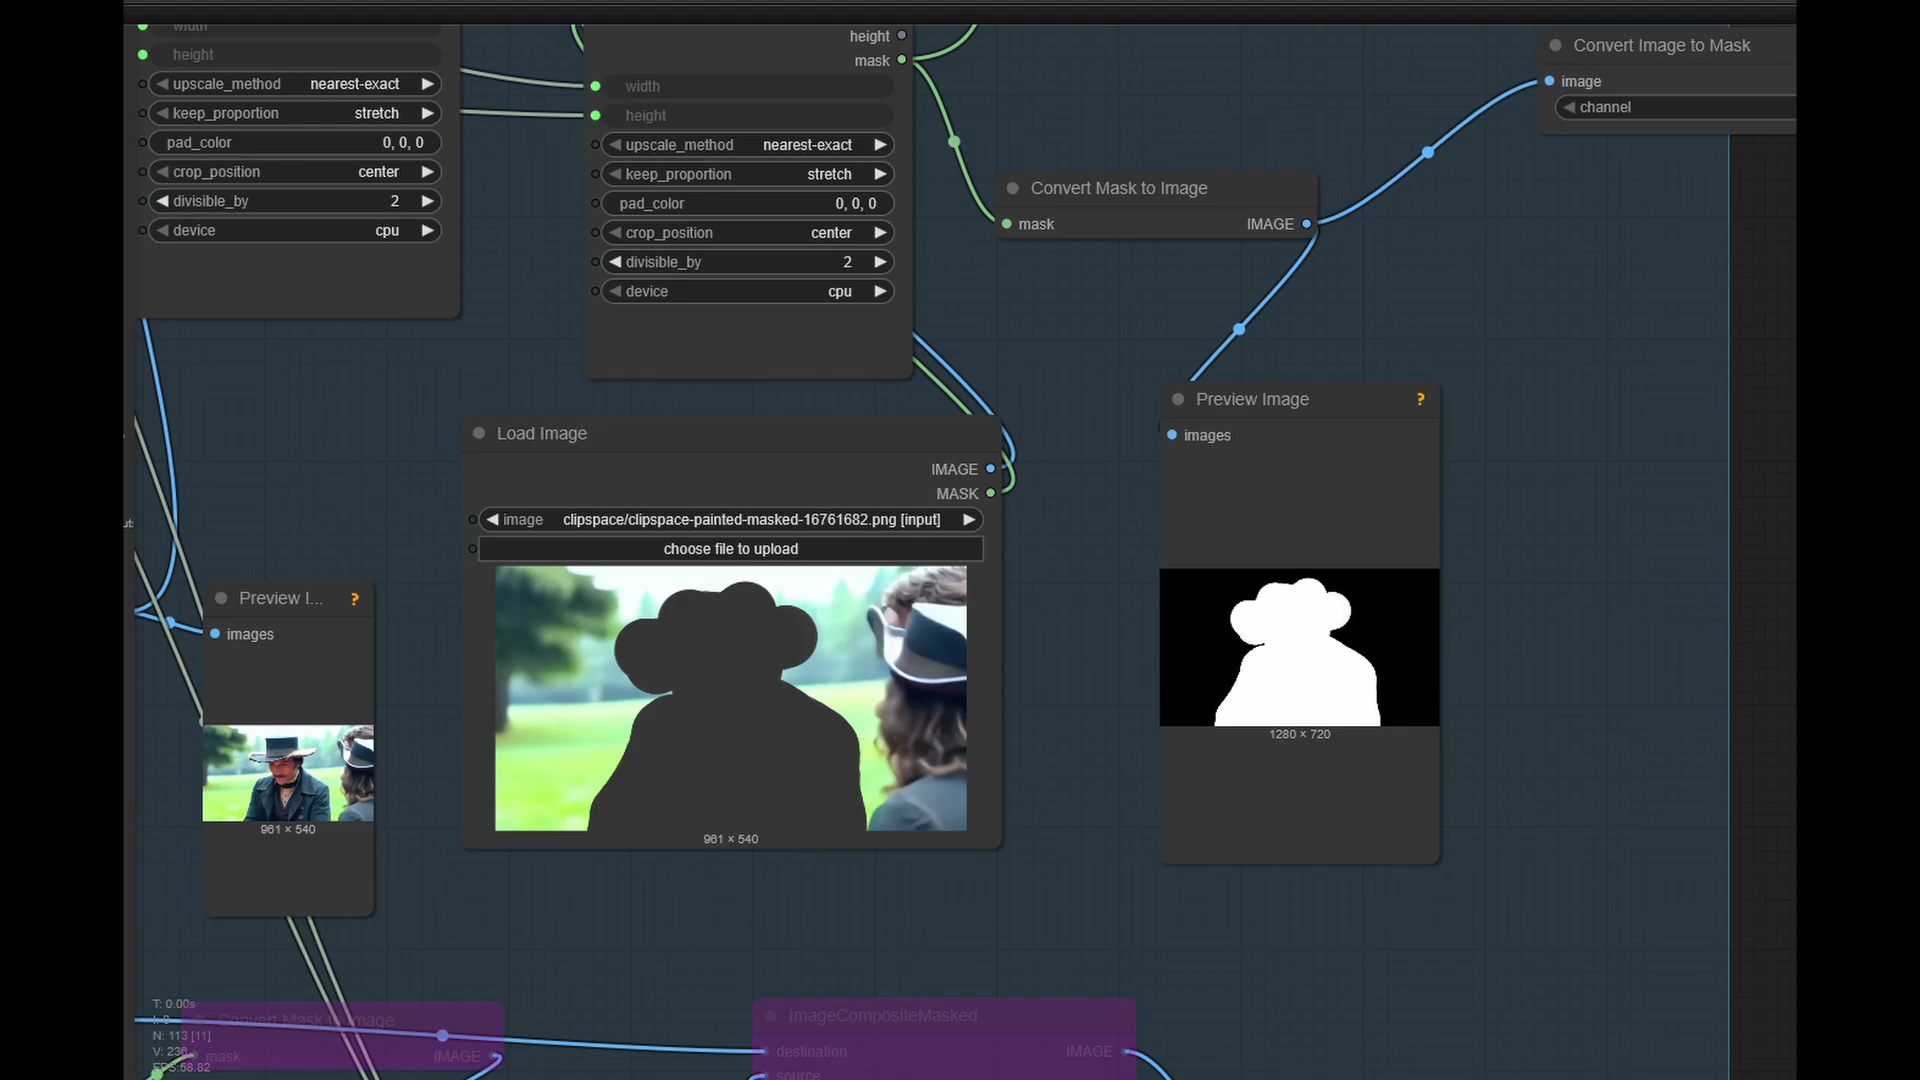 width
height
upscale_method nearest-exact
keep_proportion stretch
pad_color 0, 0, 0
crop_position center
divisible_by 2
device cpu
height
mask
width
height
upscale_method nearest-exact
keep_proportion stretch
pad_color 0, 0, 0
crop_position center
divisible_by 2
device cpu
Convert Image to Mask
image
channel
Convert Mask to Image
mask IMAGE
Preview Image ?
images
1280 × 720
Load Image
IMAGE
MASK
image clipspace/clipspace-painted-masked-16761682.png [input]
choose file to upload
961 × 540
Preview I... ?
images
961 × 540
T: 0.00s
I: 0
N: 113 [11]
V: 236
FPS:58.82
Convert Mask to Image
mask IMAGE
ImageCompositeMasked
destination IMAGE
source